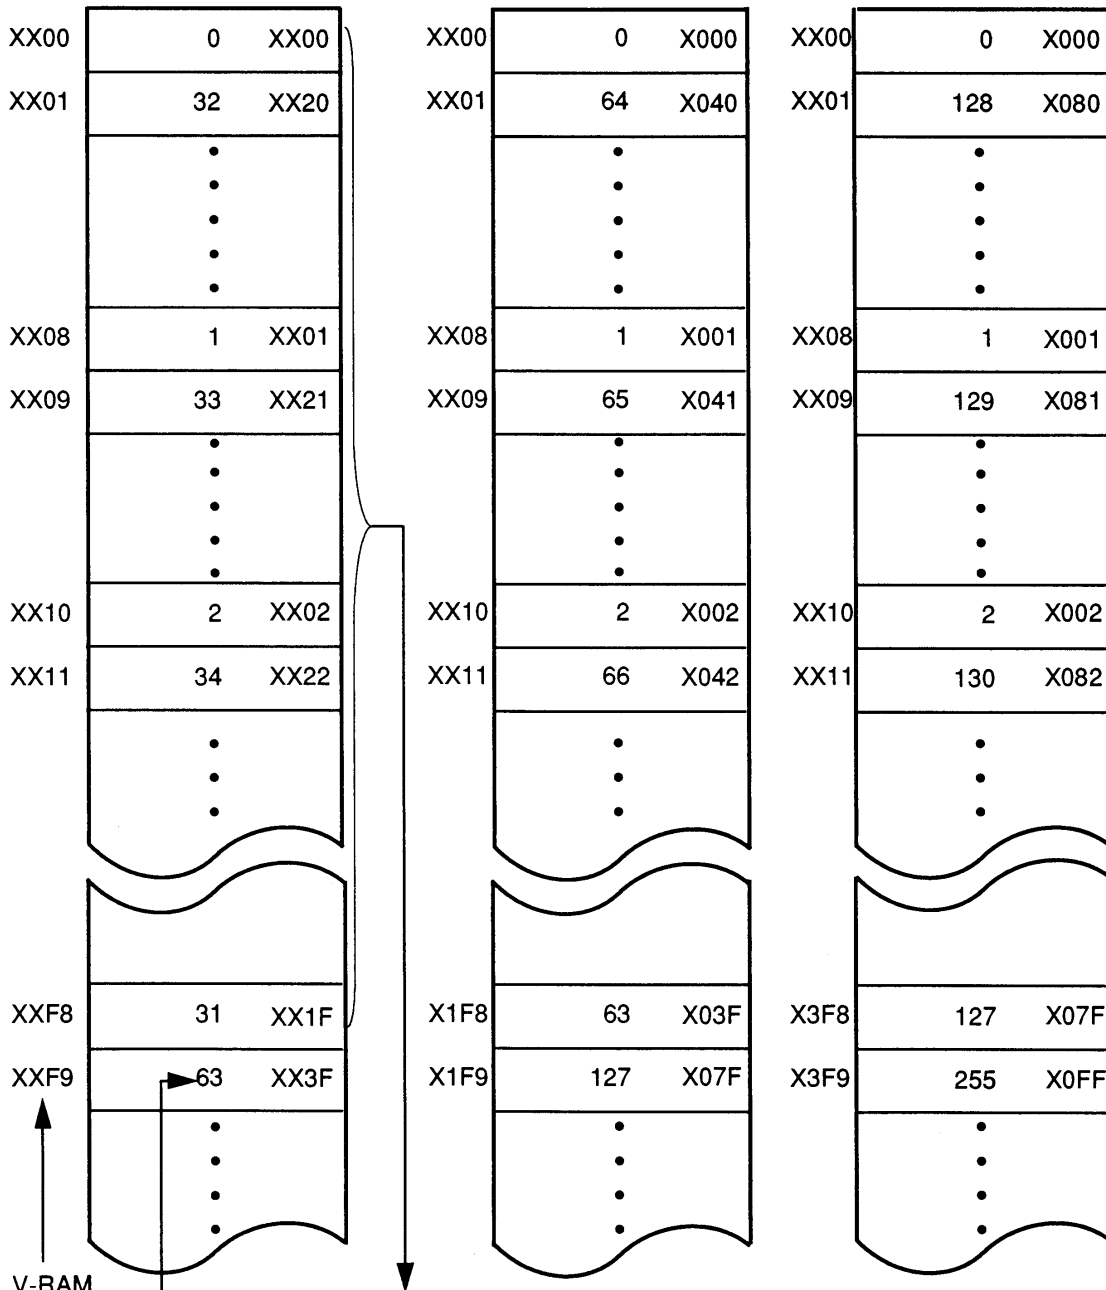 XX00 0 XX00 XX00 0 X000 XX00 0 X000
XX01 32 XX20 XX01 64 X040 XX01 128 X080
XX08 1 XX01 XX08 1 X001 XX08 1 X001
XX09 33 XX21 XX09 65 X041 XX09 129 X081
XX10 2 XX02 XX10 2 X002 XX10 2 X002
XX11 34 XX22 XX11 66 X042 XX11 130 X082
XXF8 31 XX1F X1F8 63 X03F X3F8 127 X07F
XXF9 63 XX3F X1F9 127 X07F X3F9 255 X0FF
V-RAM